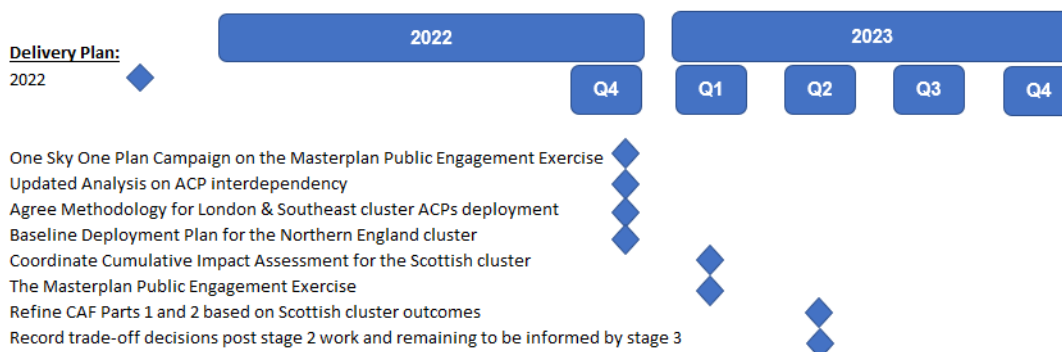 2022
2023
Delivery Plan:
2022
Q4
Q1
Q2
Q3
Q4
One Sky One Plan Campaign on the Masterplan Public Engagement Exercise
Updated Analysis on ACP interdependency
Agree Methodology for London & Southeast cluster ACPs deployment
Baseline Deployment Plan for the Northern England cluster
Coordinate Cumulative Impact Assessment for the Scottish cluster
The Masterplan Public Engagement Exercise
Refine CAF Parts 1 and 2 based on Scottish cluster outcomes
Record trade-off decisions post stage 2 work and remaining to be informed by stage 3